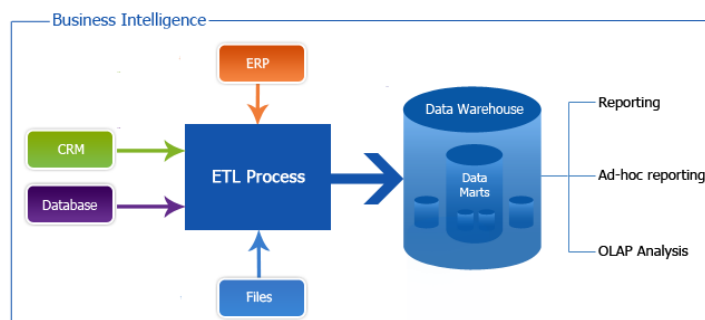 Business Intelligence
ERP
CRM
Database
ETL Process
Files
Data Warehouse
Data
Marts
Reporting
Ad-hoc reporting
OLAP Analysis